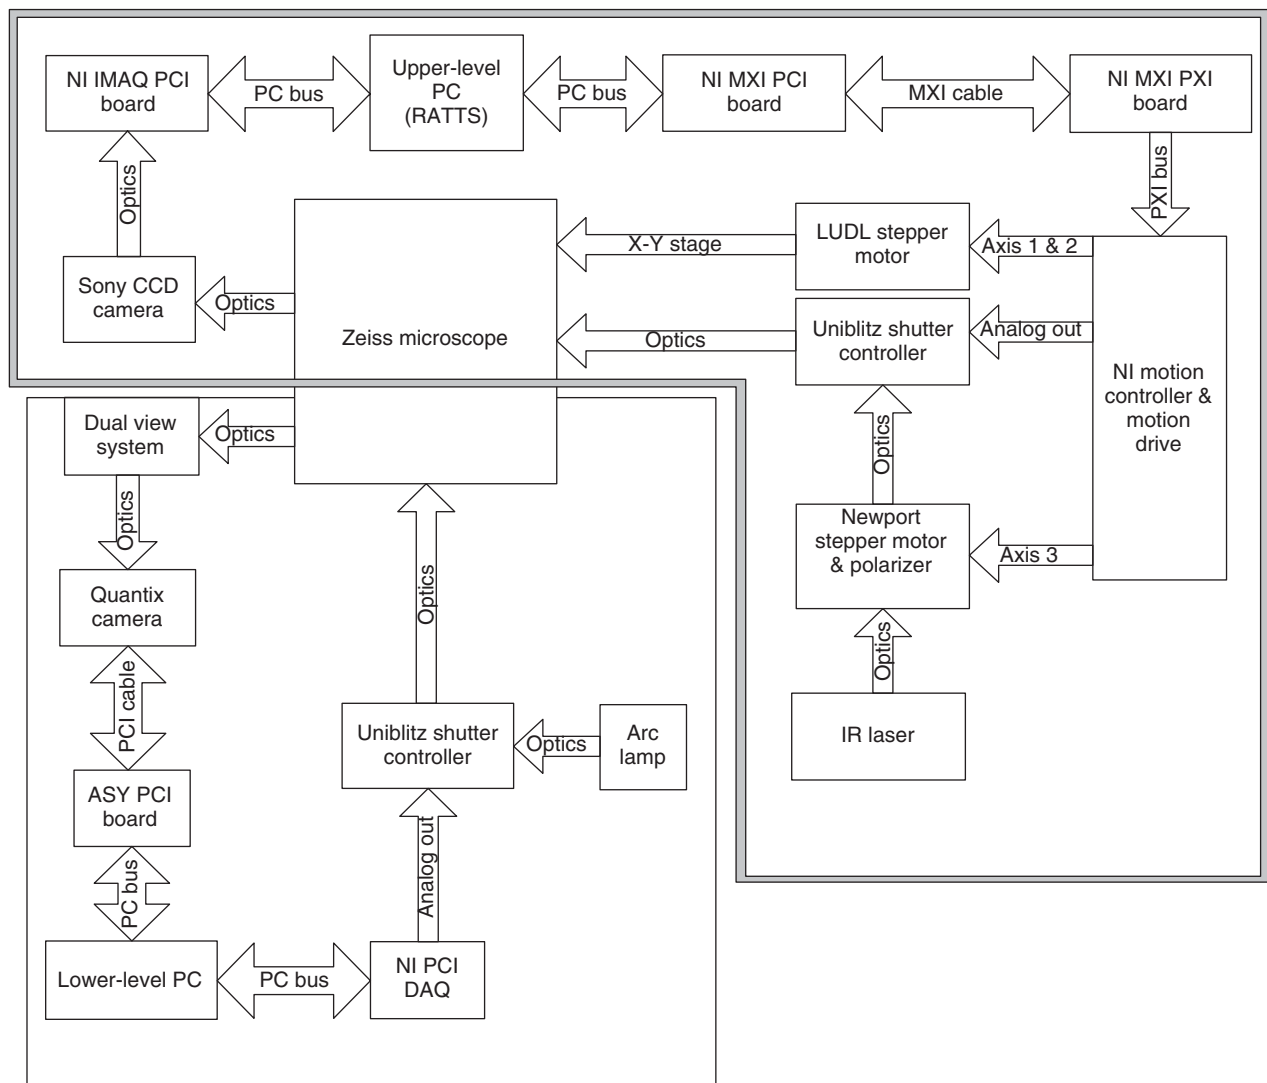 NI IMAQ PCI
board
PC bus
Upper-level
PC
(RATTS)
PC bus
NI MXI PCI
board
MXI cable
NI MXI PXI
board
Optics
PXI bus
Sony CCD
camera
Optics
Zeiss microscope
X-Y stage
LUDL stepper
motor
Axis 1 & 2
Optics
Uniblitz shutter
controller
Analog out
NI motion
controller &
motion
drive
Dual view
system
Optics
Optics
Optics
Newport
stepper motor
& polarizer
Axis 3
Quantix
camera
Optics
Optics
PCI cable
IR laser
Uniblitz shutter
controller
Optics
Arc
lamp
ASY PCI
board
PC bus
Analog out
Lower-level PC
PC bus
NI PCI
DAQ